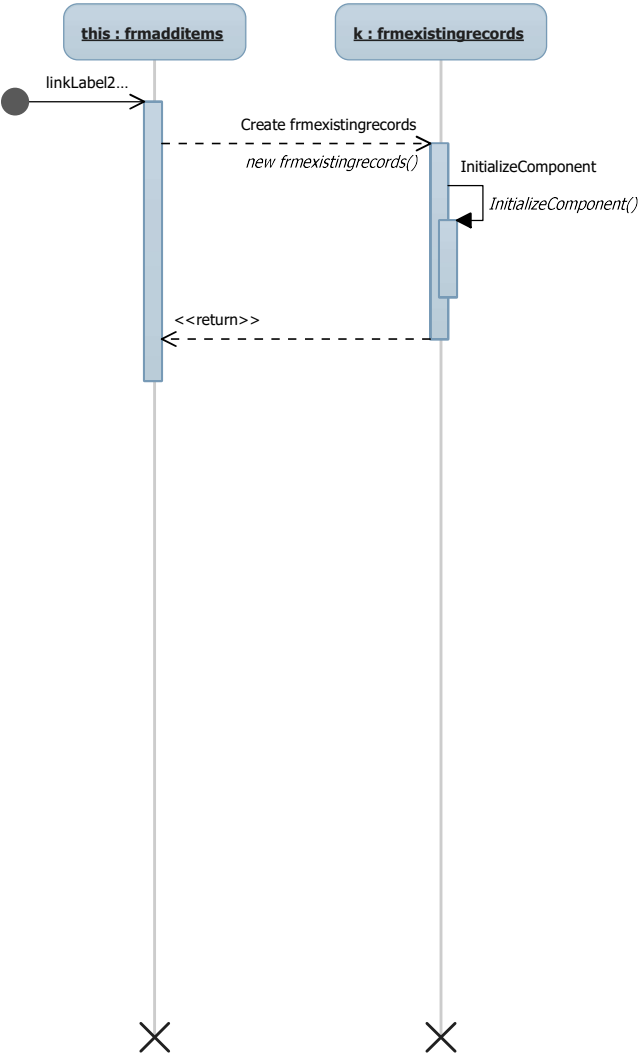 this : frmadditems
k : frmexistingrecords
linkLabel2...
Create frmexistingrecords
new frmexistingrecords()
InitializeComponent
InitializeComponent()
<<return>>